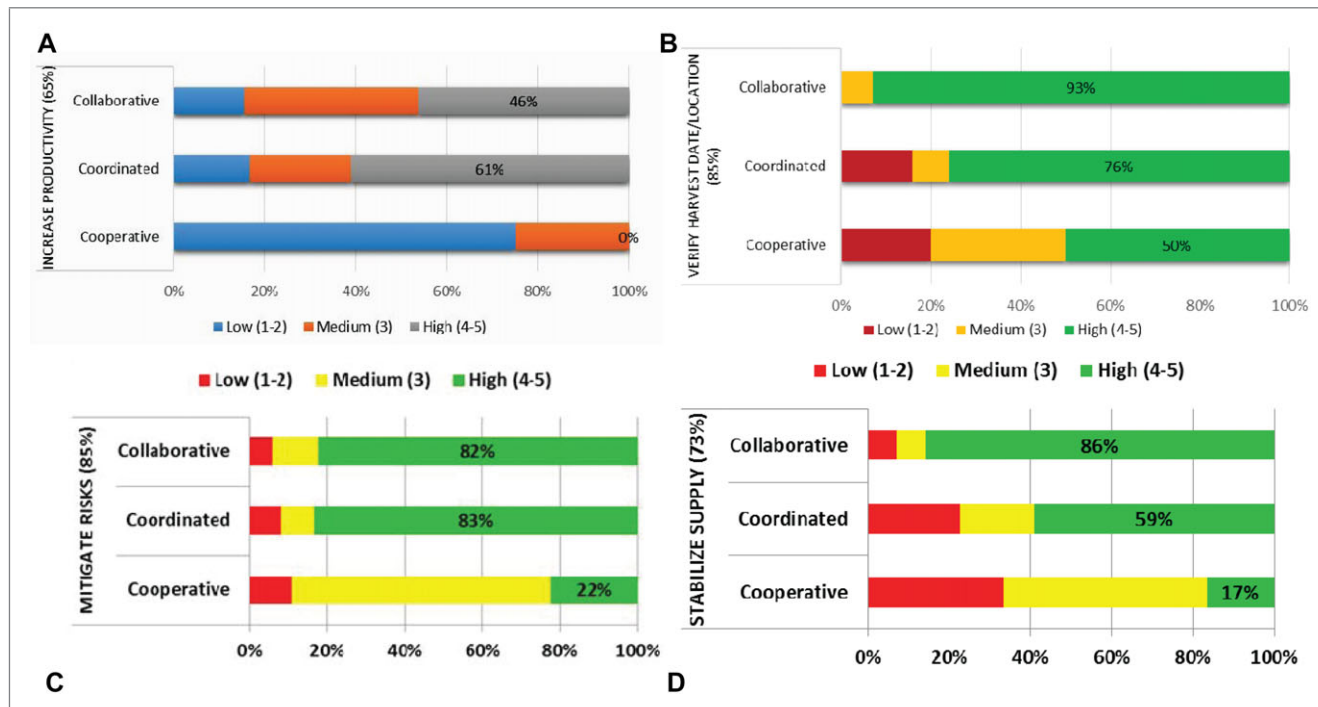 A
INCREASE PRODUCTIVITY (65%)
Collaborative
46%
Coordinated
61%
Cooperative
0%
0% 20% 40% 60% 80% 100%
Low (1-2) Medium (3) High (4-5)
B
VERIFY HARVEST DATE/LOCATION
(85%)
Collaborative
93%
Coordinated
76%
Cooperative
50%
0% 20% 40% 60% 80% 100%
Low (1-2) Medium (3) High (4-5)
Low (1-2) Medium (3) High (4-5)
MITIGATE RISKS (85%)
Collaborative
82%
Coordinated
83%
Cooperative
22%
0% 20% 40% 60% 80% 100%
C
Low (1-2) Medium (3) High (4-5)
STABILIZE SUPPLY (73%)
Collaborative
86%
Coordinated
59%
Cooperative
17%
0% 20% 40% 60% 80% 100%
D